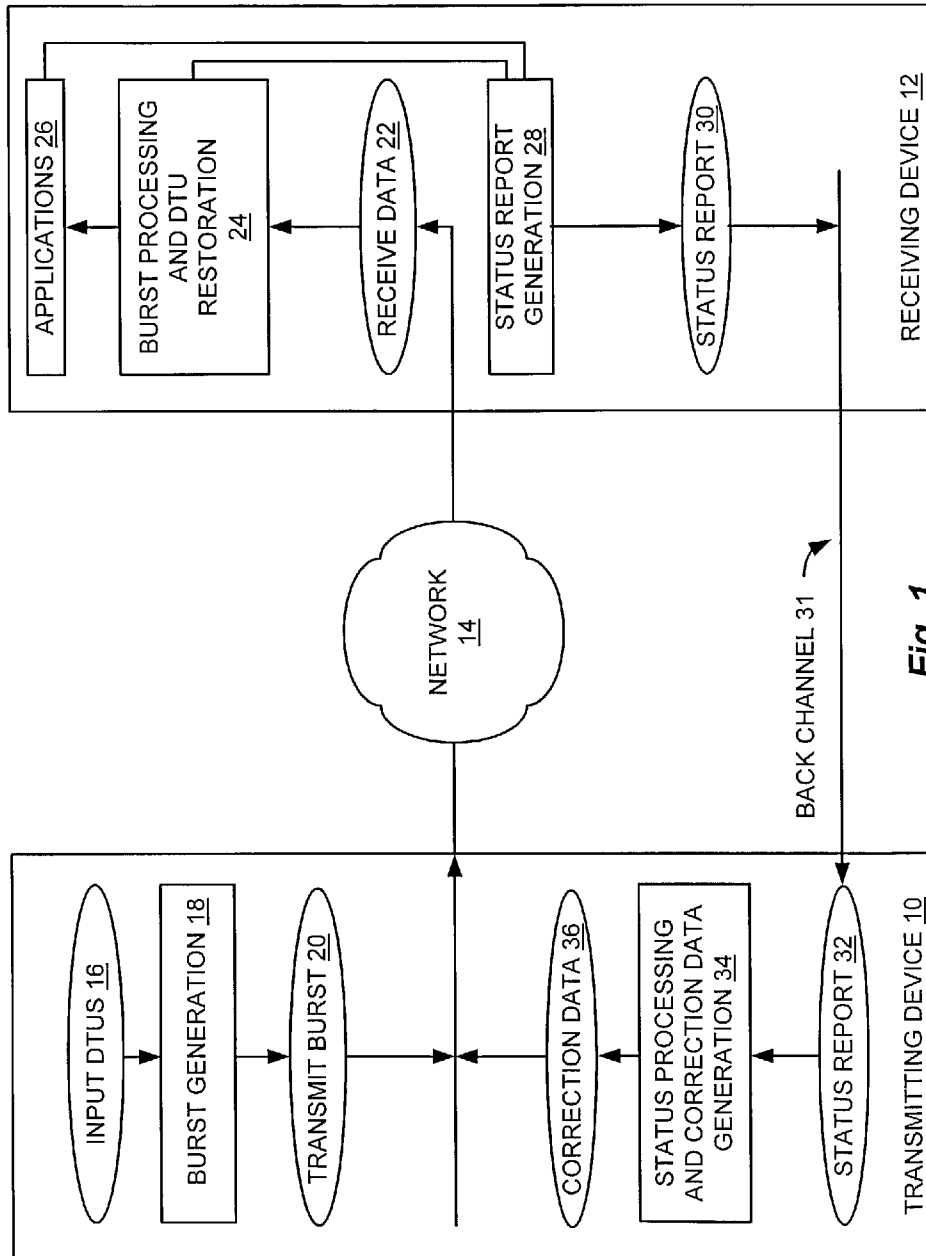 INPUT DTUS 16
BURST GENERATION 18
TRANSMIT BURST 20
CORRECTION DATA 36
STATUS PROCESSING
AND CORRECTION DATA
GENERATION 34
STATUS REPORT 32
TRANSMITTING DEVICE 10
NETWORK
14
BACK CHANNEL 31
Fig. 1
APPLICATIONS 26
BURST PROCESSING
AND DTU
RESTORATION
24
RECEIVE DATA 22
STATUS REPORT
GENERATION 28
STATUS REPORT 30
RECEIVING DEVICE 12